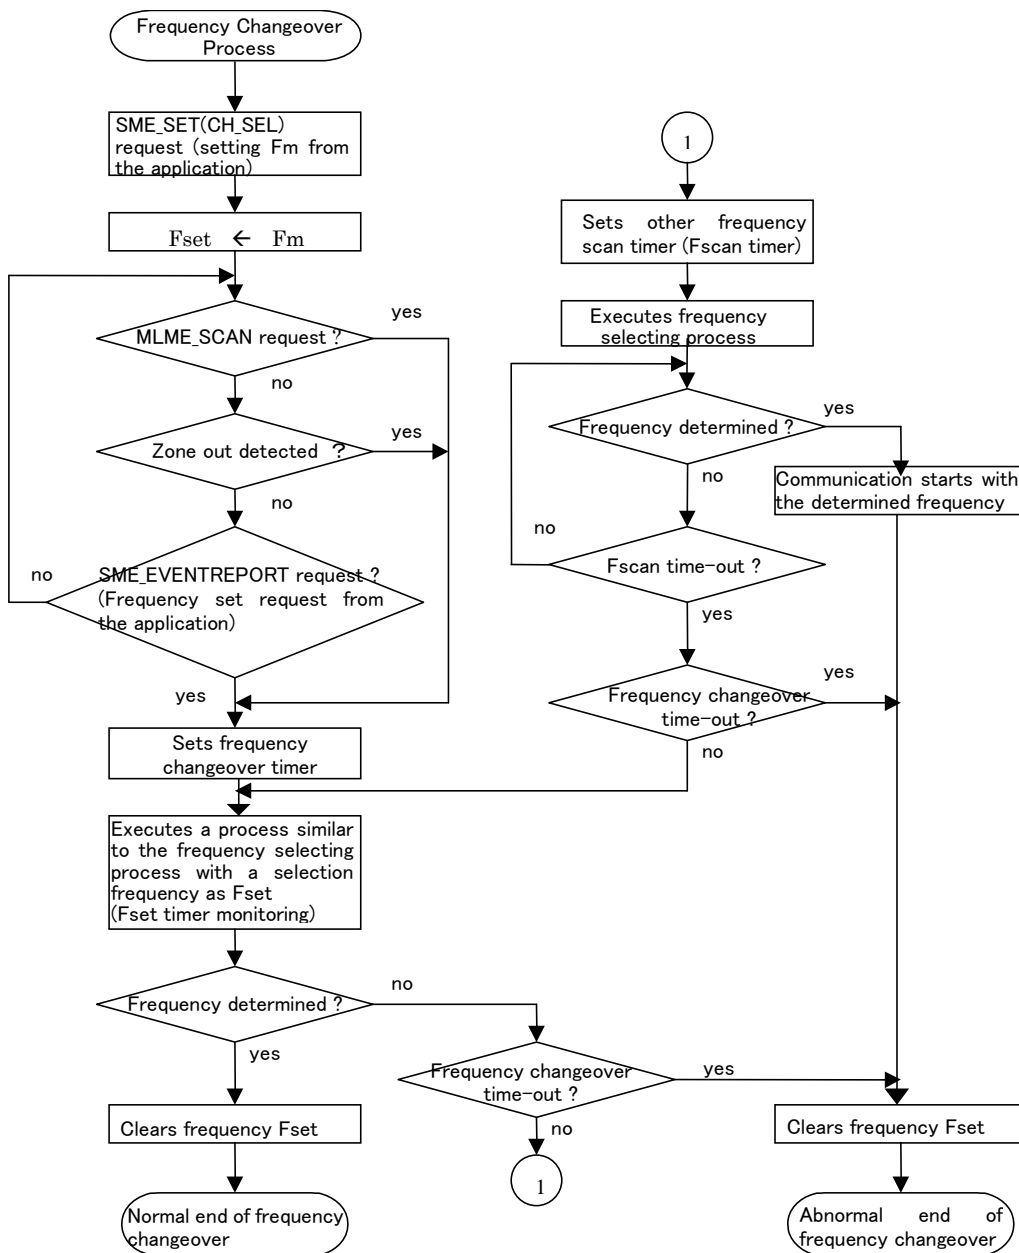 Frequency Changeover
Process
SME_SET(CH_SEL)
request (setting Fm from
the application)
Fset ← Fm
MLME_SCAN request ?
yes
no
Zone out detected ?
yes
no
SME_EVENTREPORT request ?
(Frequency set request from
the application)
no
yes
Sets frequency
changeover timer
Executes a process similar
to the frequency selecting
process with a selection
frequency as Fset
(Fset timer monitoring)
Frequency determined ?
no
yes
Frequency changeover
time-out ?
yes
no
1
Clears frequency Fset
Normal end of frequency
changeover
1
Sets other frequency
scan timer (Fscan timer)
Executes frequency
selecting process
Frequency determined ?
yes
no
Communication starts with
the determined frequency
Fscan time-out ?
no
yes
Frequency changeover
time-out ?
yes
no
Clears frequency Fset
Abnormal end of
frequency changeover